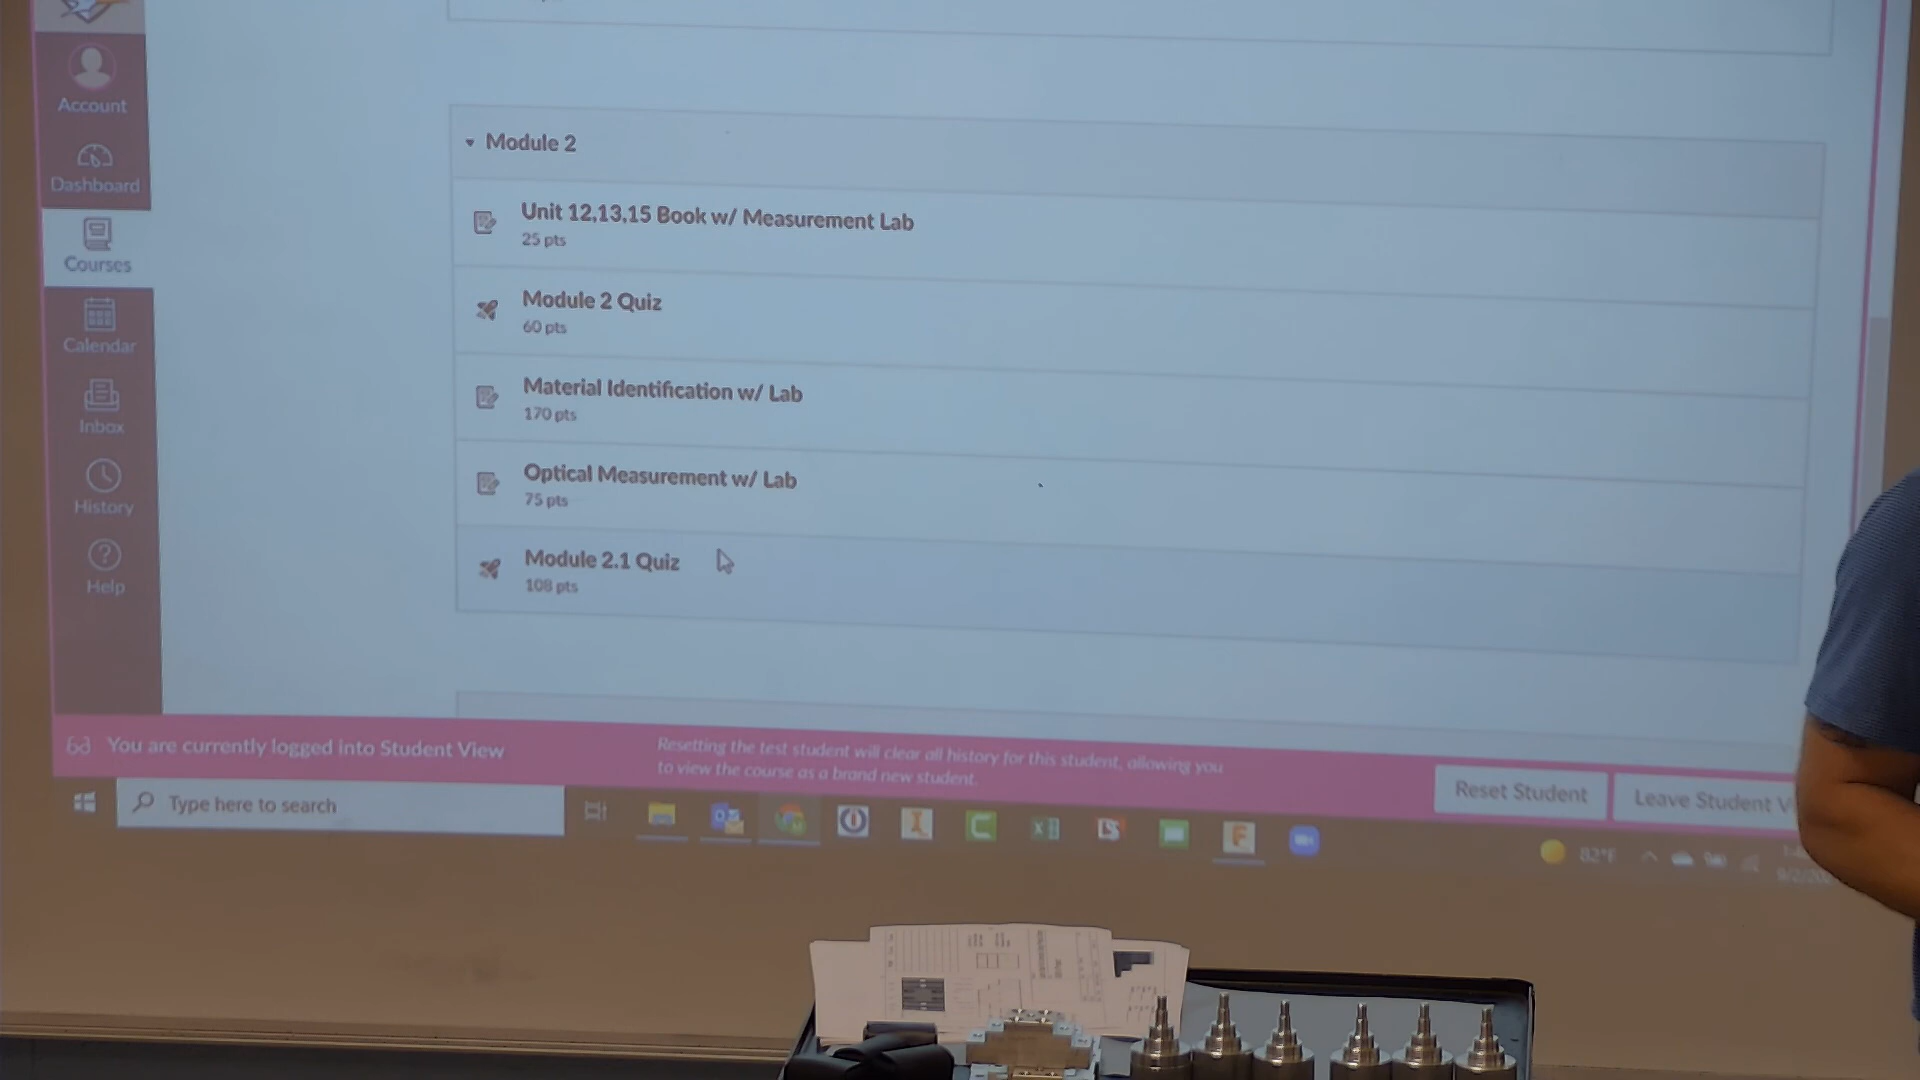 Account
Dashboard
Courses
Calendar
Inbox
History
Help
Module 2
Unit 12,13,15 Book w/ Measurement Lab
25 pts
Module 2 Quiz
60 pts
Material Identification w/ Lab
170 pts
Optical Measurement w/ Lab
75 pts
Module 2.1 Quiz
108 pts
You are currently logged into Student View
Resetting the test student will clear all history for this student, allowing you
to view the course as a brand new student.
Reset Student
Leave Student
Type here to search
82°F